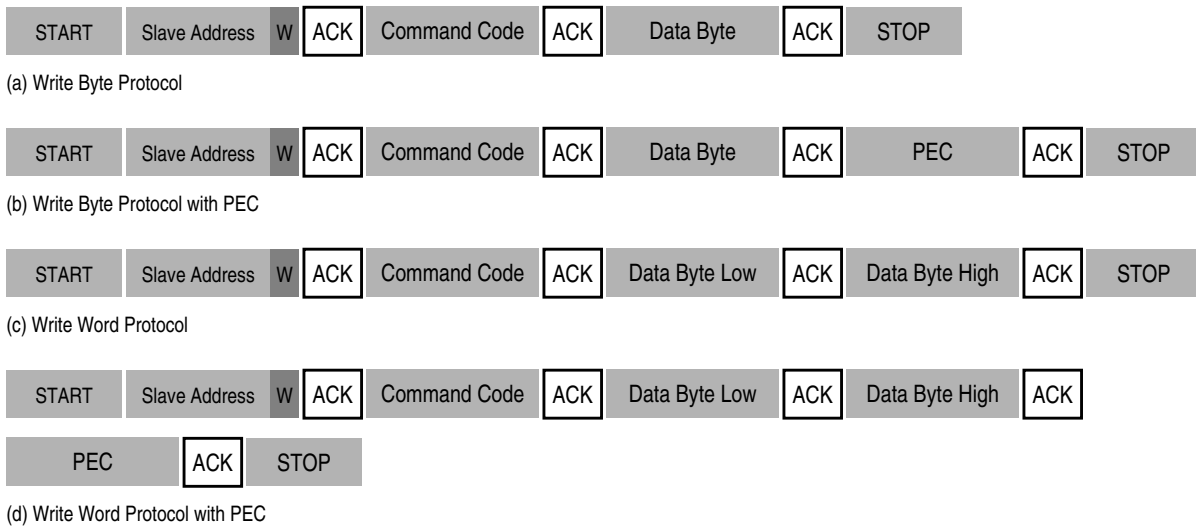 START Slave Address W ACK Command Code ACK Data Byte ACK STOP
(a) Write Byte Protocol
START Slave Address W ACK Command Code ACK Data Byte ACK PEC ACK STOP
(b) Write Byte Protocol with PEC
START Slave Address W ACK Command Code ACK Data Byte Low ACK Data Byte High ACK STOP
(c) Write Word Protocol
START Slave Address W ACK Command Code ACK Data Byte Low ACK Data Byte High ACK
PEC ACK STOP
(d) Write Word Protocol with PEC